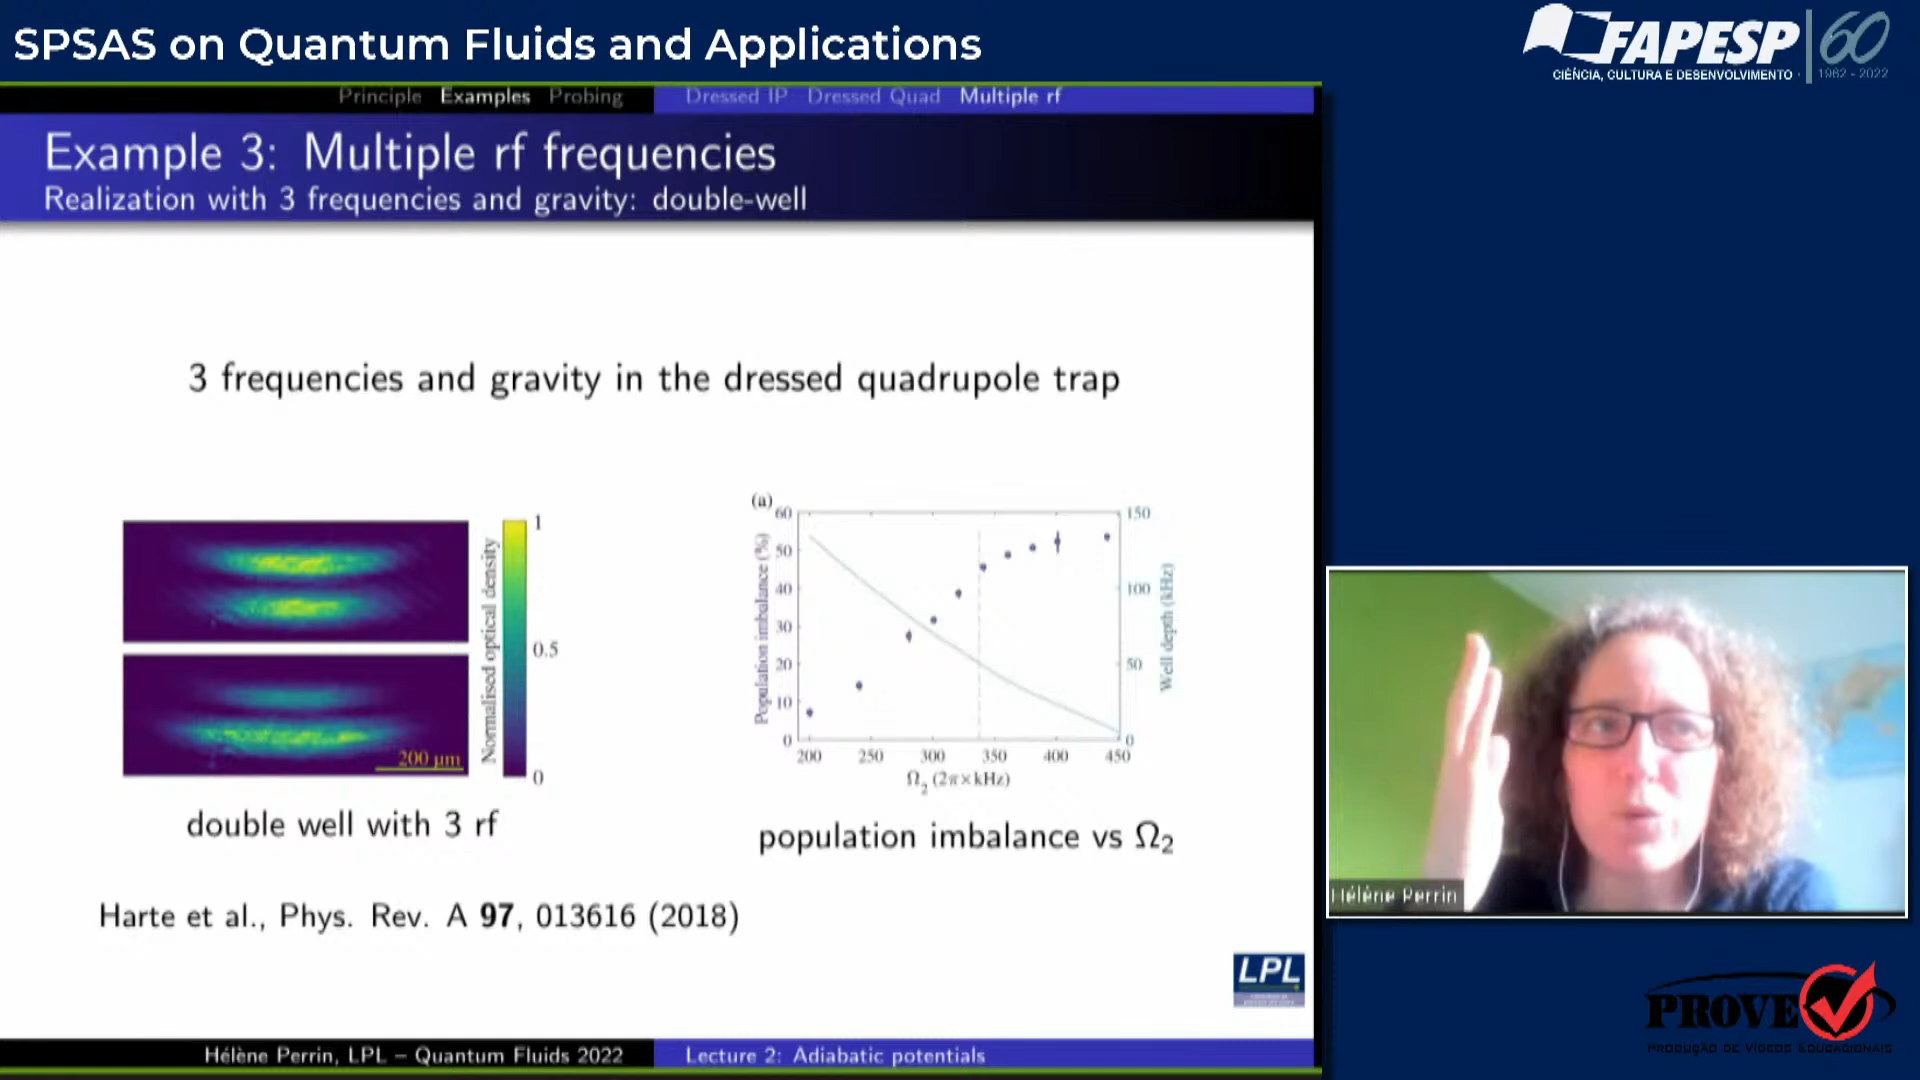 SPSAS on Quantum Fluids and Applications
FAPESP 60
CIÊNCIA, CULTURA E DESENVOLVIMENTO 1962 - 2022
Principle Examples Probing Dressed IP Dressed Quad Multiple rf
Example 3: Multiple rf frequencies
Realization with 3 frequencies and gravity: double-well
3 frequencies and gravity in the dressed quadrupole trap
200 µm
Normalised optical density
1
0.5
0
double well with 3 rf
(a)
Population imbalance (%)
60
50
40
30
20
10
0
150
100
50
0
Well depth (kHz)
200 250 300 350 400 450
Ω2 (2π×kHz)
population imbalance vs Ω2
Harte et al., Phys. Rev. A 97, 013616 (2018)
LPL
Hélène Perrin, LPL – Quantum Fluids 2022
Lecture 2: Adiabatic potentials
Hélène Perrin
PROVE
PRODUÇÃO DE VÍDEOS EDUCACIONAIS